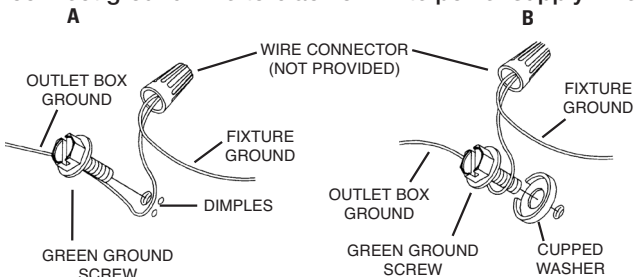 A
B
WIRE CONNECTOR
(NOT PROVIDED)
OUTLET BOX
GROUND
FIXTURE
GROUND
DIMPLES
GREEN GROUND
SCREW
FIXTURE
GROUND
OUTLET BOX
GROUND
GREEN GROUND
SCREW
CUPPED
WASHER